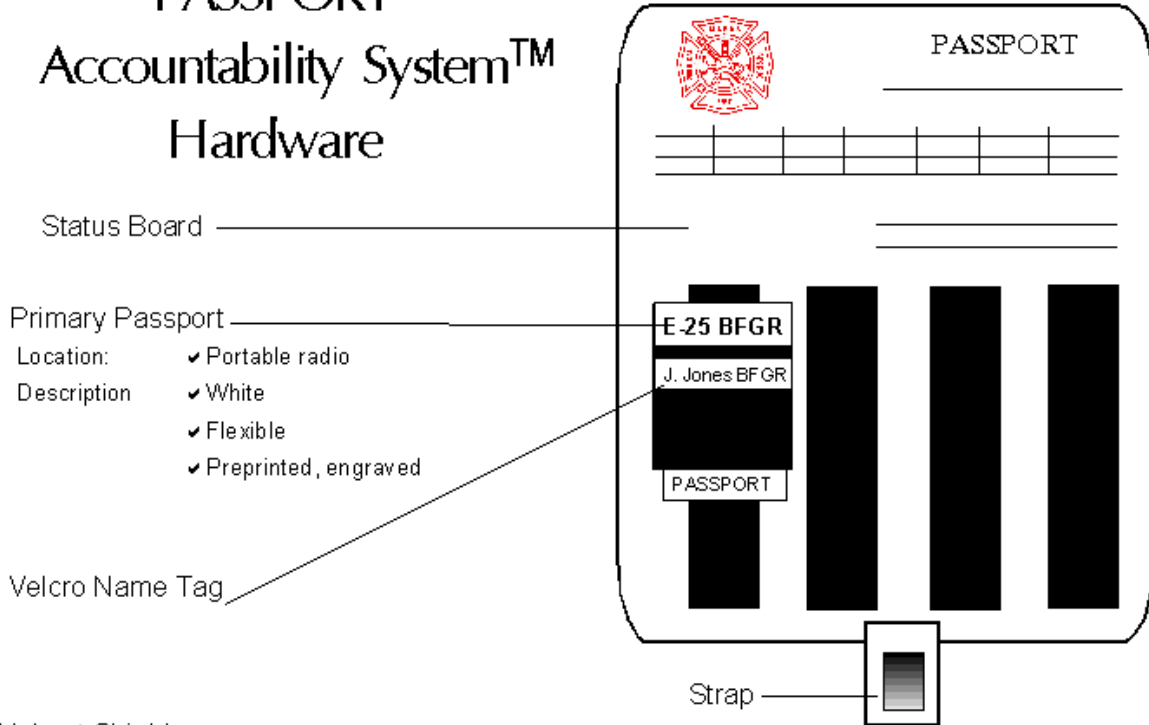 PASSPORT
Accountability System™
Hardware
PASSPORT
Status Board
Primary Passport
Location: ✔ Portable radio
Description ✔ White
✔ Flexible
✔ Preprinted, engraved
E-25 BFGR
J. Jones BFGR
PASSPORT
Velcro Name Tag
Strap